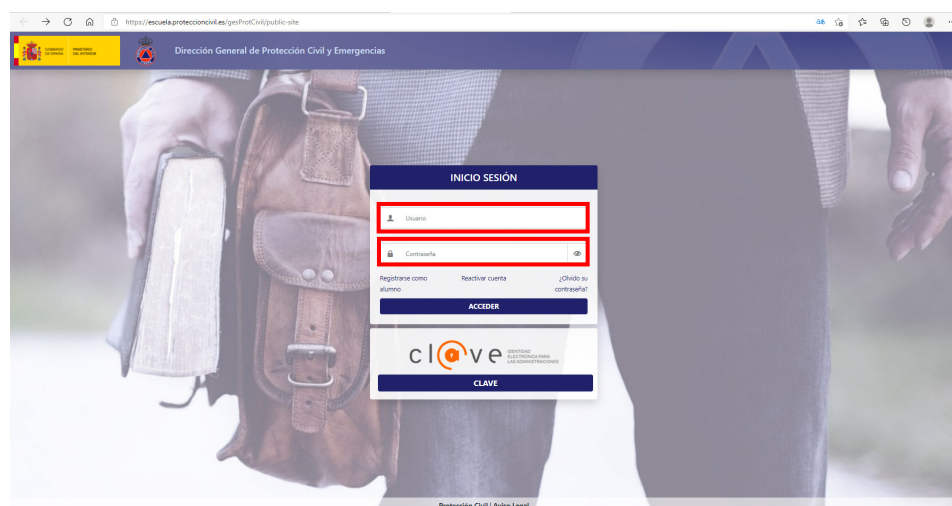 https://escuela.proteccioncivil.es/gesProtCivil/public-site
GOBIERNO DE ESPAÑA
MINISTERIO DEL INTERIOR
Dirección General de Protección Civil y Emergencias
INICIO SESIÓN
Usuario
Contraseña
Registrarse como alumno
Reactivar cuenta
¿Olvido su contraseña?
ACCEDER
cl@ve
IDENTIDAD
ELECTRÓNICA PARA
LAS ADMINISTRACIONES
CLAVE
Protección Civil | Aviso Legal